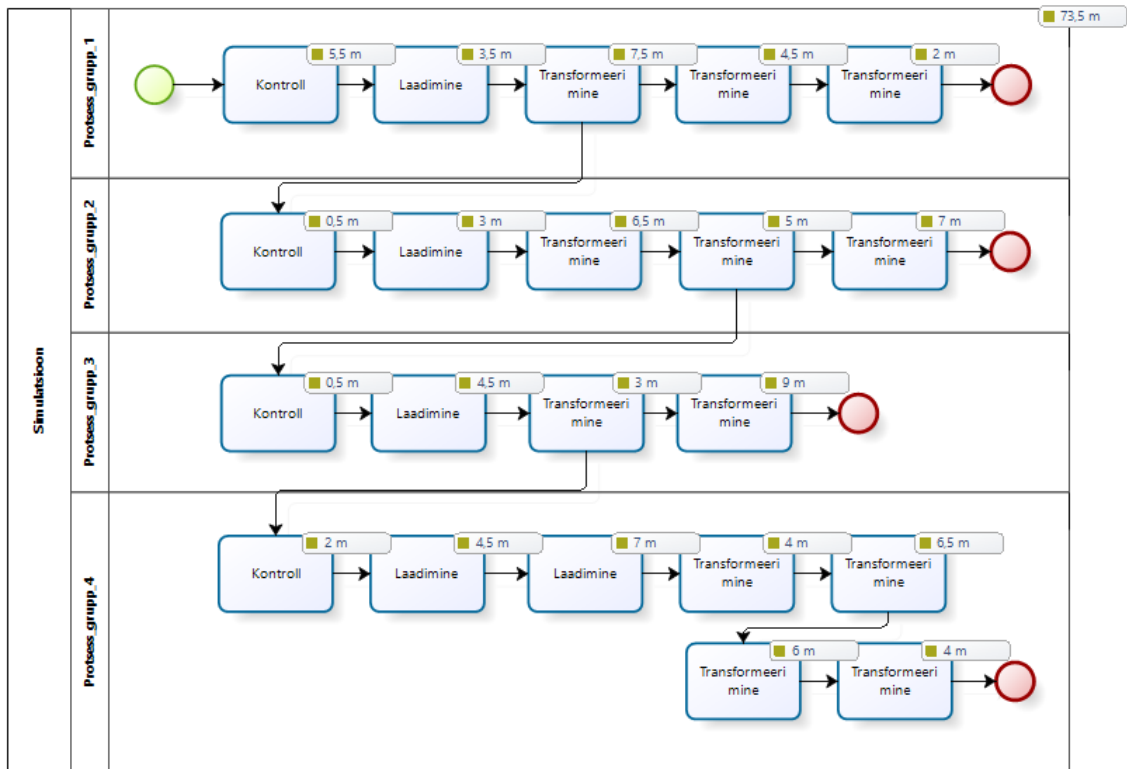 73,5 m
Simulatsioon
Protsess_grupp_1
5,5 m
Kontroll
3,5 m
Laadimine
7,5 m
Transformeeri
mine
4,5 m
Transformeeri
mine
2 m
Transformeeri
mine
Protsess_grupp_2
0,5 m
Kontroll
3 m
Laadimine
6,5 m
Transformeeri
mine
5 m
Transformeeri
mine
7 m
Transformeeri
mine
Protsess_grupp_3
0,5 m
Kontroll
4,5 m
Laadimine
3 m
Transformeeri
mine
9 m
Transformeeri
mine
Protsess_grupp_4
2 m
Kontroll
4,5 m
Laadimine
7 m
Laadimine
4 m
Transformeeri
mine
6,5 m
Transformeeri
mine
6 m
Transformeeri
mine
4 m
Transformeeri
mine